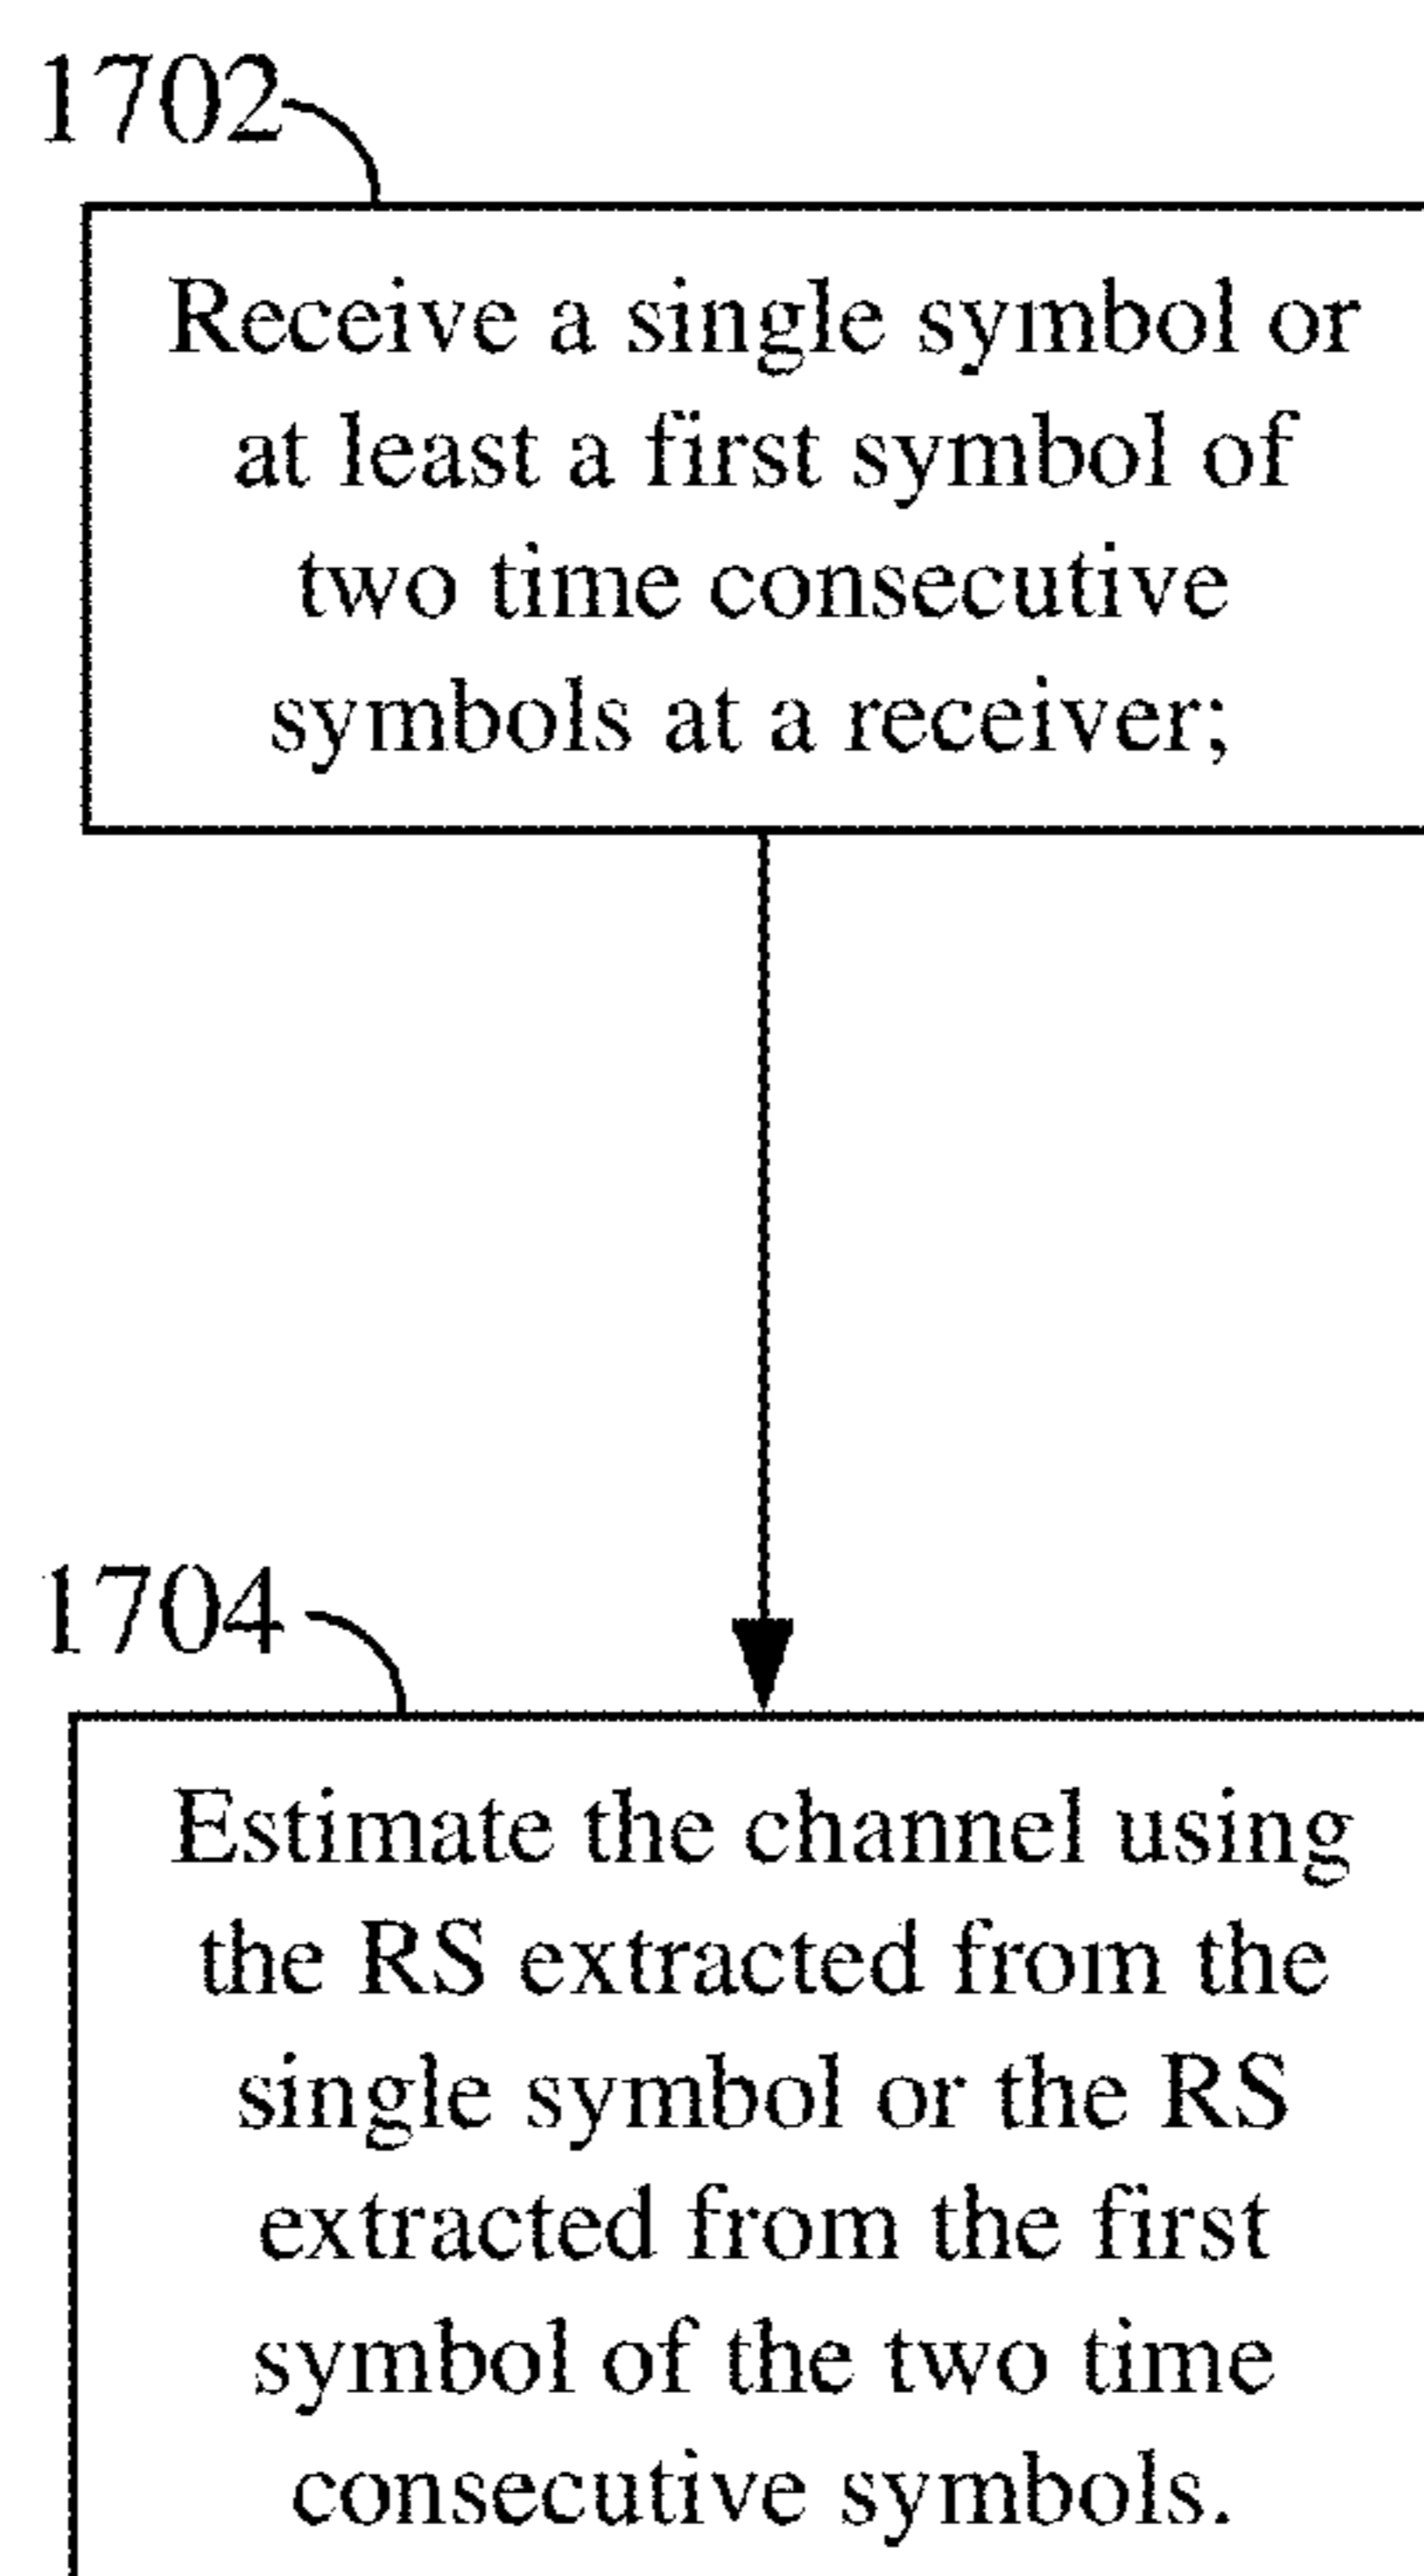 1702
Receive a single symbol or
at least a first symbol of
two time consecutive
symbols at a receiver;
1704
Estimate the channel using
the RS extracted from the
single symbol or the RS
extracted from the first
symbol of the two time
consecutive symbols.